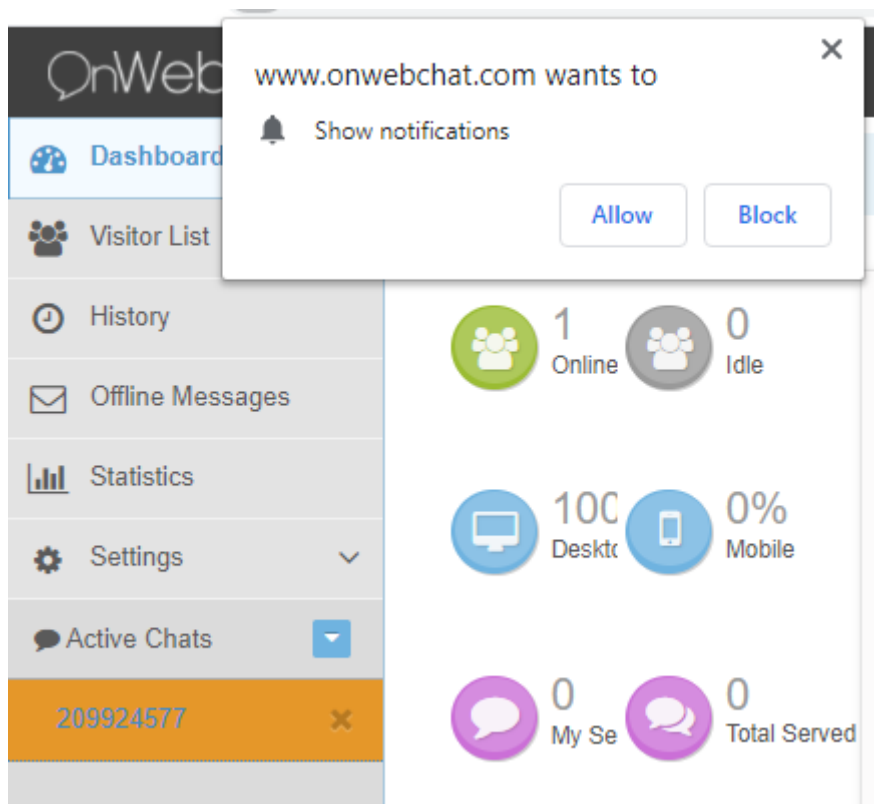 OnWeb
www.onwebchat.com wants to
Show notifications
Allow
Block
Dashboard
Visitor List
History
Offline Messages
Statistics
Settings
Active Chats
209924577
1
Online
0
Idle
100
Deskto
0%
Mobile
0
My Se
0
Total Served